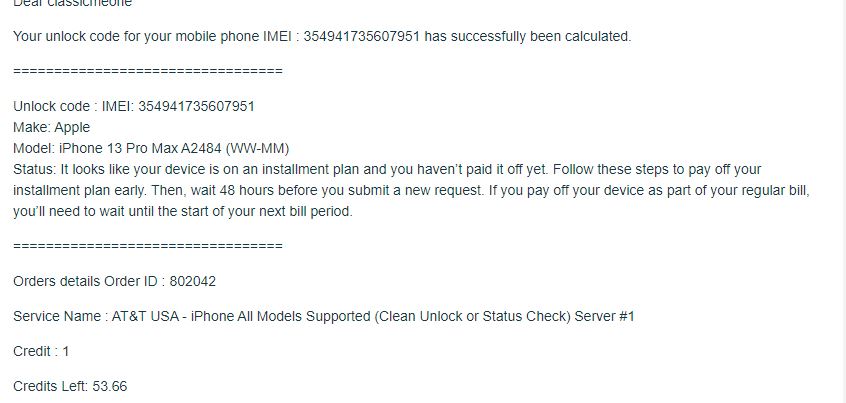 Dear classicmeone
Your unlock code for your mobile phone IMEI : 354941735607951 has successfully been calculated.
=================================
Unlock code : IMEI: 354941735607951
Make: Apple
Model: iPhone 13 Pro Max A2484 (WW-MM)
Status: It looks like your device is on an installment plan and you haven’t paid it off yet. Follow these steps to pay off your
installment plan early. Then, wait 48 hours before you submit a new request. If you pay off your device as part of your regular bill,
you’ll need to wait until the start of your next bill period.
=================================
Orders details Order ID : 802042
Service Name : AT&T USA - iPhone All Models Supported (Clean Unlock or Status Check) Server #1
Credit : 1
Credits Left: 53.66